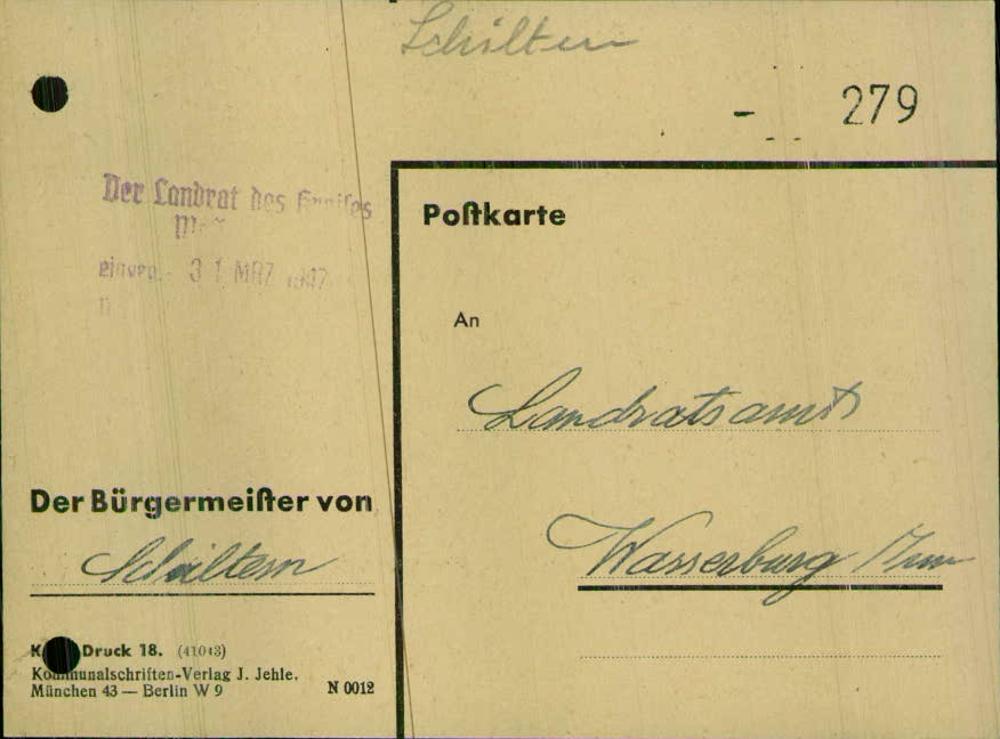 Schiltern
- 279
Der Landrat des Kreises
eingeg. 31. MRZ. 1947
Poſtkarte
An
Landratsamt
Der Bürgermeiſter von
Schiltern
Wasserburg / Inn
Druck 18. (41043)
Kommunalschriften-Verlag J. Jehle,
München 43 — Berlin W 9
N 0012